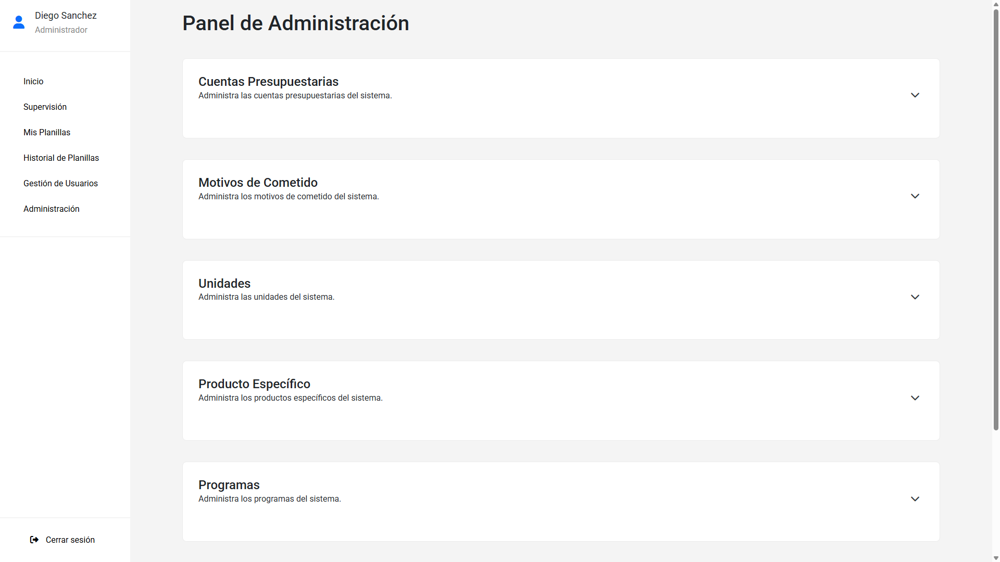 Diego Sanchez
Administrador
Inicio
Supervisión
Mis Planillas
Historial de Planillas
Gestión de Usuarios
Administración
Cerrar sesión
Panel de Administración
Cuentas Presupuestarias
Administra las cuentas presupuestarias del sistema.
Motivos de Cometido
Administra los motivos de cometido del sistema.
Unidades
Administra las unidades del sistema.
Producto Específico
Administra los productos específicos del sistema.
Programas
Administra los programas del sistema.